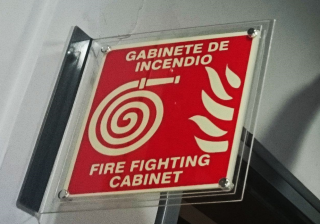 GABINETE DE
INCENDIO
FIRE FIGHTING
CABINET